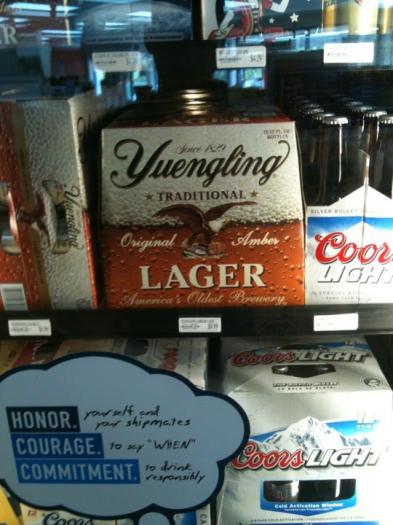 Since 1829
Yuengling
TRADITIONAL
Original Amber
LAGER
America's Oldest Brewery
Yuengling
SILVER BULLET
Coors
LIGHT
Coors LIGHT
Coors LIGHT
Cold Activation Window
HONOR. yourself and your shipmates
COURAGE. to say "WHEN"
COMMITMENT. to drink responsibly
Coors